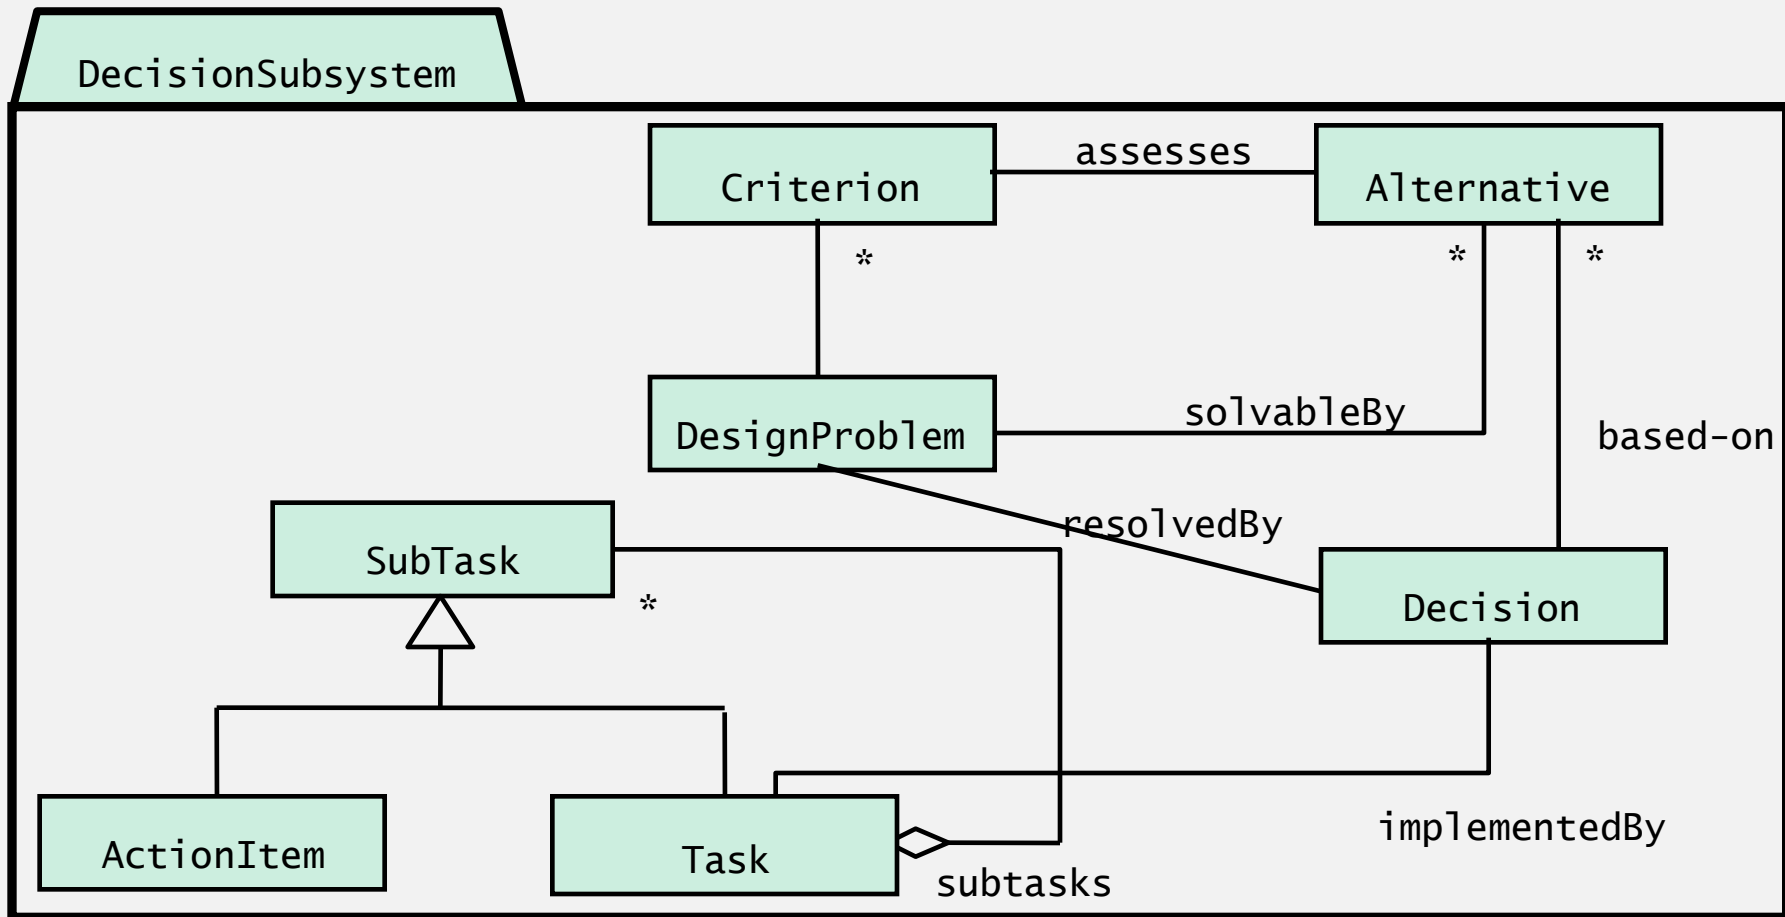 DecisionSubsystem
assesses
Criterion
Alternative
*
*
*
solvableBy
DesignProblem
based-on
resolvedBy
SubTask
*
Decision
implementedBy
ActionItem
Task
subtasks